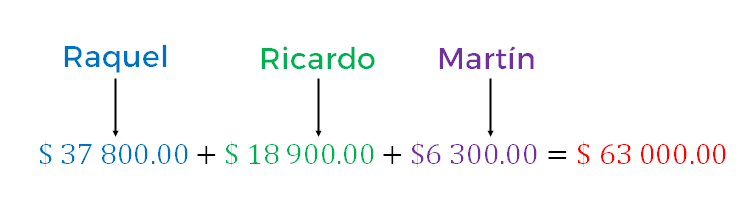 Raquel Ricardo Martín
$ 37 800.00 + $ 18 900.00 + $6 300.00 = $ 63 000.00